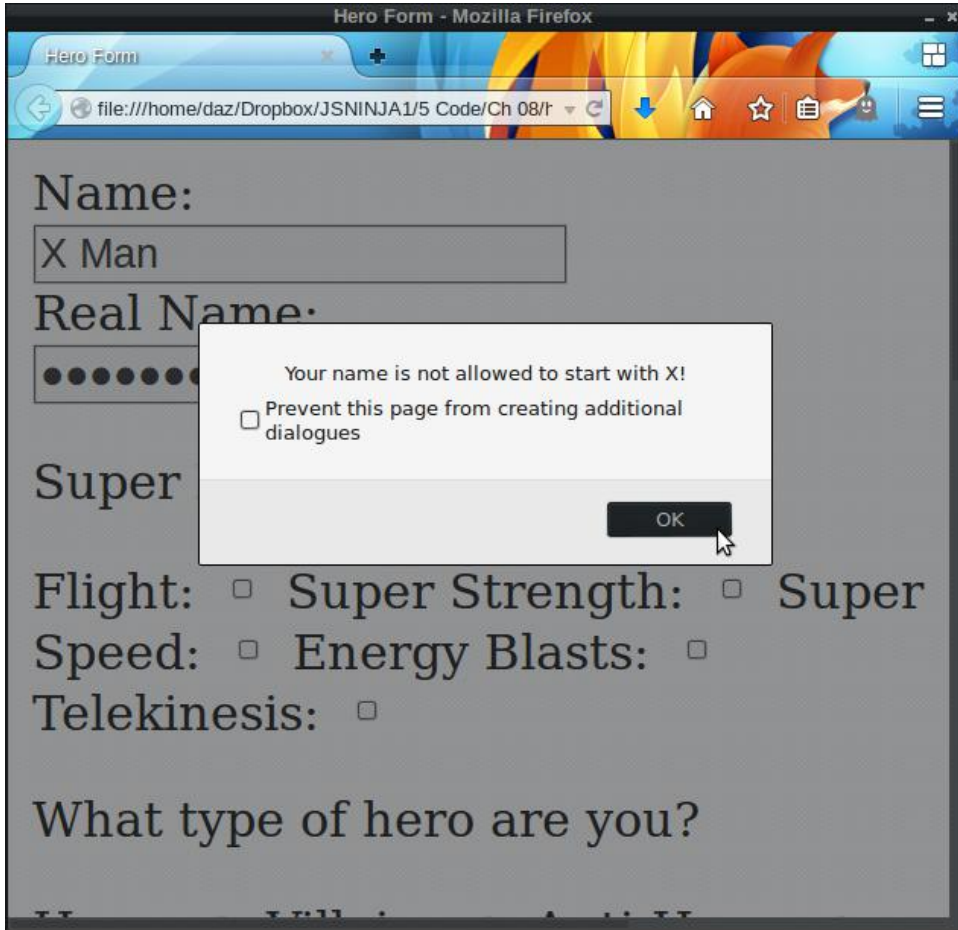 Hero Form - Mozilla Firefox
Hero Form
file:///home/daz/Dropbox/JSNINJA1/5 Code/Ch 08/h
Name:
X Man
Real Name:
Your name is not allowed to start with X!
Prevent this page from creating additional
dialogues
OK
Super
Flight: Super Strength: Super
Speed: Energy Blasts:
Telekinesis:
What type of hero are you?